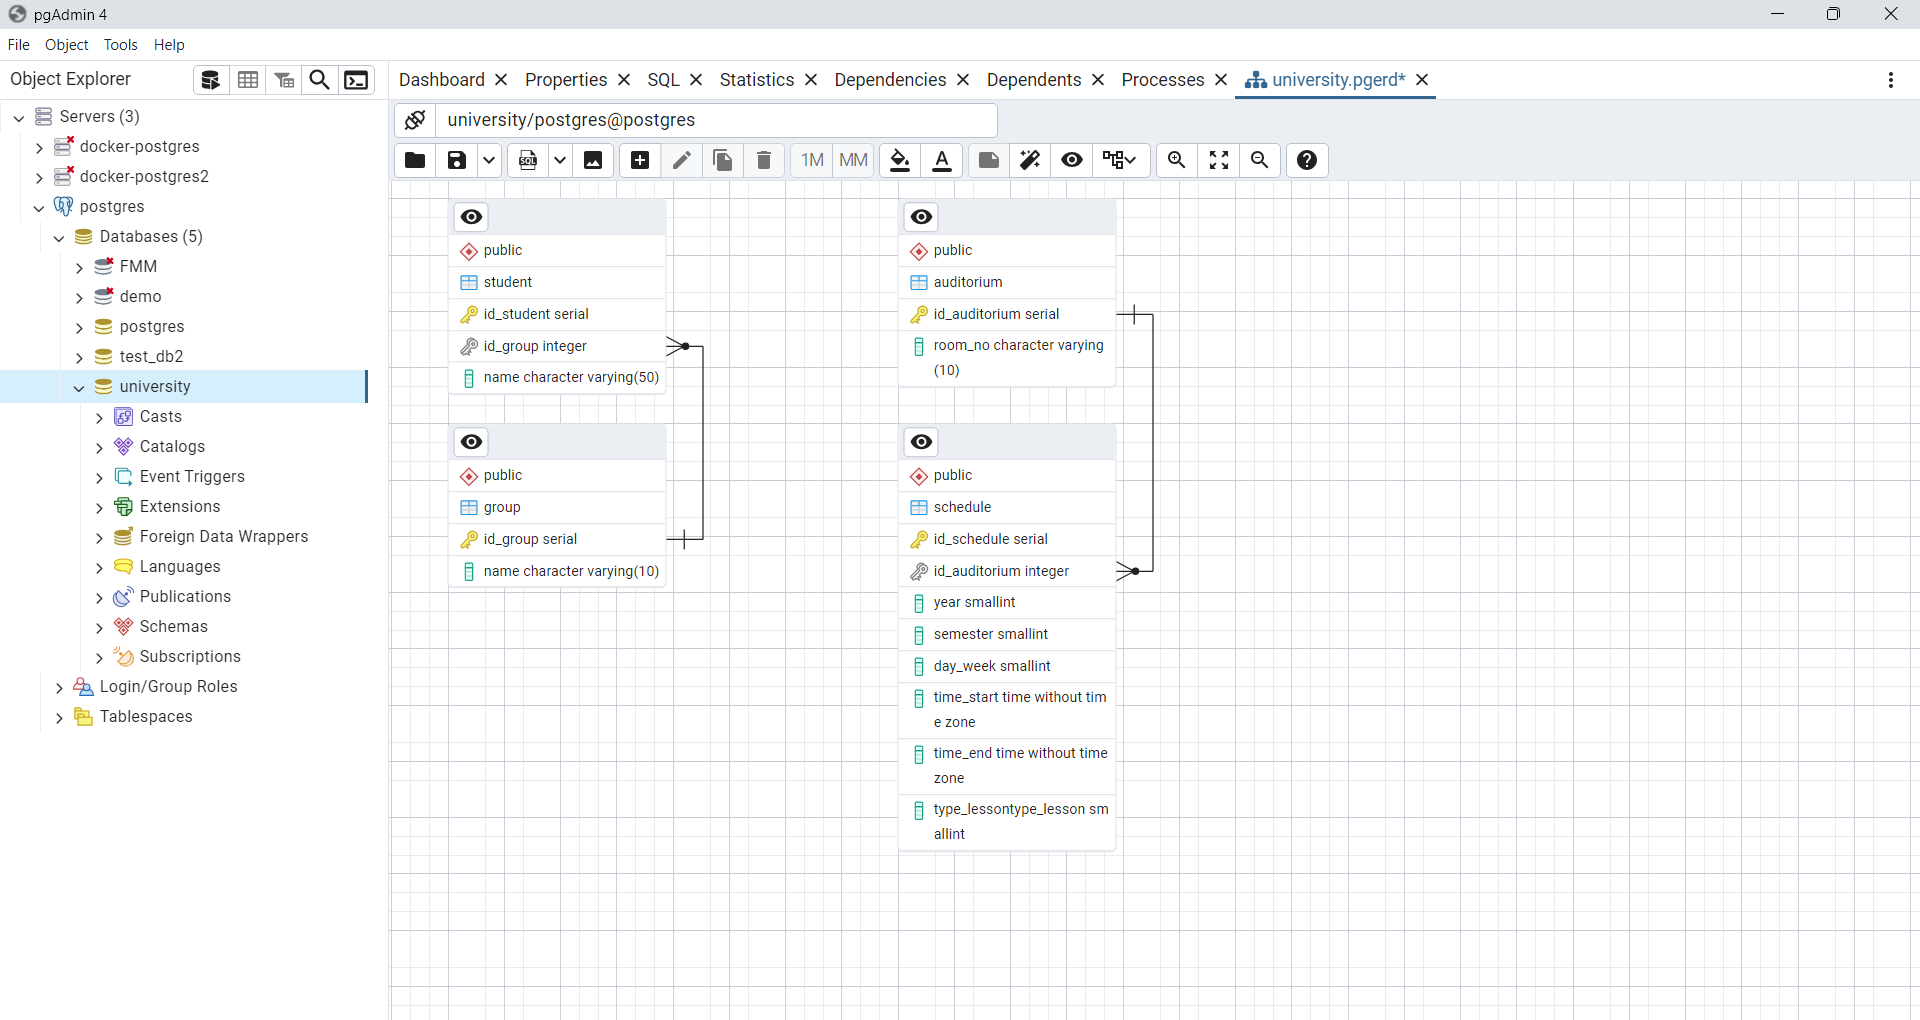 pgAdmin 4
File Object Tools Help
Object Explorer
Dashboard Properties SQL Statistics Dependencies Dependents Processes university.pgerd*
university/postgres@postgres
SQL 1M MM
Servers (3)
docker-postgres
docker-postgres2
postgres
Databases (5)
FMM
demo
postgres
test_db2
university
Casts
Catalogs
Event Triggers
Extensions
Foreign Data Wrappers
Languages
Publications
Schemas
Subscriptions
Login/Group Roles
Tablespaces
public
student
id_student serial
id_group integer
name character varying(50)
public
group
id_group serial
name character varying(10)
public
auditorium
id_auditorium serial
room_no character varying
(10)
public
schedule
id_schedule serial
id_auditorium integer
year smallint
semester smallint
day_week smallint
time_start time without tim
e zone
time_end time without time
zone
type_lessontype_lesson sm
allint